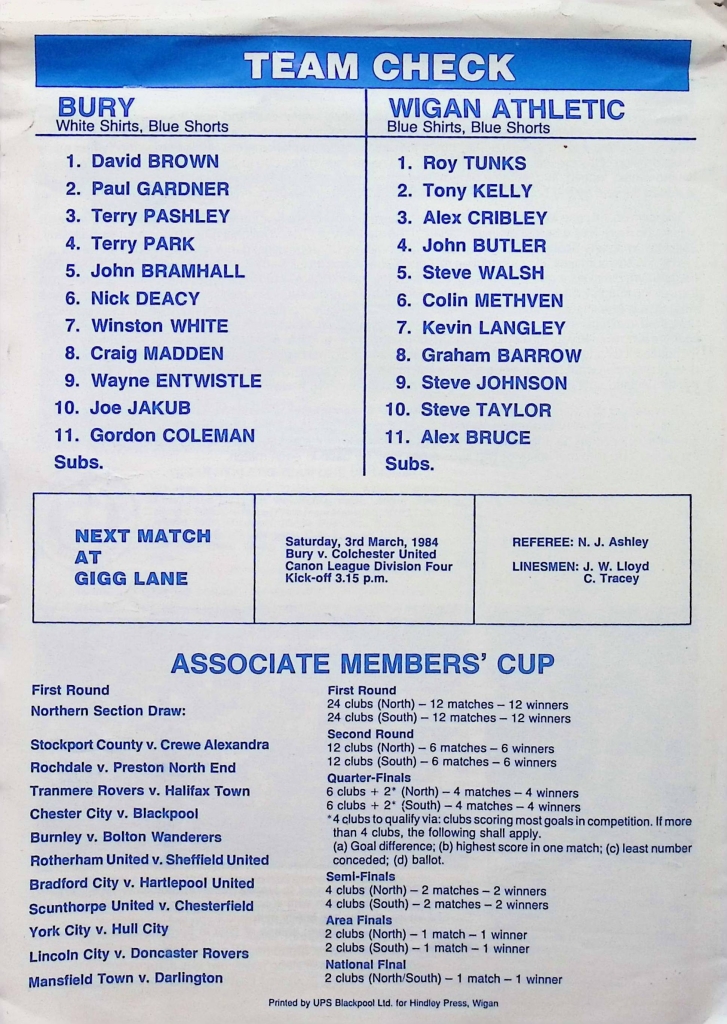 TEAM CHECK
BURY
White Shirts, Blue Shorts
1. David BROWN
2. Paul GARDNER
3. Terry PASHLEY
4. Terry PARK
5. John BRAMHALL
6. Nick DEACY
7. Winston WHITE
8. Craig MADDEN
9. Wayne ENTWISTLE
10. Joe JAKUB
11. Gordon COLEMAN
Subs.
WIGAN ATHLETIC
Blue Shirts, Blue Shorts
1. Roy TUNKS
2. Tony KELLY
3. Alex CRIBLEY
4. John BUTLER
5. Steve WALSH
6. Colin METHVEN
7. Kevin LANGLEY
8. Graham BARROW
9. Steve JOHNSON
10. Steve TAYLOR
11. Alex BRUCE
Subs.
NEXT MATCH
AT
GIGG LANE
Saturday, 3rd March, 1984
Bury v. Colchester United
Canon League Division Four
Kick-off 3.15 p.m.
REFEREE: N. J. Ashley
LINESMEN: J. W. Lloyd
C. Tracey
ASSOCIATE MEMBERS' CUP
First Round
Northern Section Draw:
Stockport County v. Crewe Alexandra
Rochdale v. Preston North End
Tranmere Rovers v. Halifax Town
Chester City v. Blackpool
Burnley v. Bolton Wanderers
Rotherham United v. Sheffield United
Bradford City v. Hartlepool United
Scunthorpe United v. Chesterfield
York City v. Hull City
Lincoln City v. Doncaster Rovers
Mansfield Town v. Darlington
First Round
24 clubs (North) – 12 matches – 12 winners
24 clubs (South) – 12 matches – 12 winners
Second Round
12 clubs (North) – 6 matches – 6 winners
12 clubs (South) – 6 matches – 6 winners
Quarter-Finals
6 clubs + 2* (North) – 4 matches – 4 winners
6 clubs + 2* (South) – 4 matches – 4 winners
*4 clubs to qualify via: clubs scoring most goals in competition. If more
than 4 clubs, the following shall apply.
(a) Goal difference; (b) highest score in one match; (c) least number
conceded; (d) ballot.
Semi-Finals
4 clubs (North) – 2 matches – 2 winners
4 clubs (South) – 2 matches – 2 winners
Area Finals
2 clubs (North) – 1 match – 1 winner
2 clubs (South) – 1 match – 1 winner
National Final
2 clubs (North/South) – 1 match – 1 winner
Printed by UPS Blackpool Ltd. for Hindley Press, Wigan